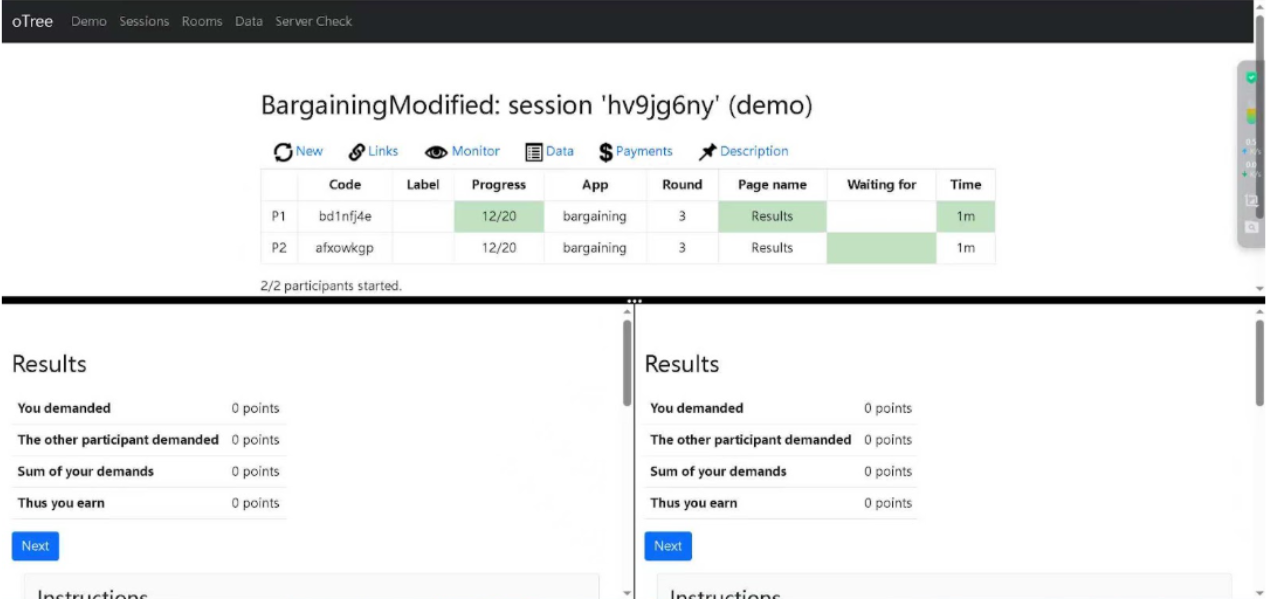 oTree Demo Sessions Rooms Data Server Check
BargainingModified: session 'hv9jg6ny' (demo)
New Links Monitor Data Payments Description
Code Label Progress App Round Page name Waiting for Time
P1 bd1nfj4e 12/20 bargaining 3 Results 1m
P2 afxowkgp 12/20 bargaining 3 Results 1m
2/2 participants started.
Results
You demanded 0 points
The other participant demanded 0 points
Sum of your demands 0 points
Thus you earn 0 points
Next
Instructions
Results
You demanded 0 points
The other participant demanded 0 points
Sum of your demands 0 points
Thus you earn 0 points
Next
Instructions